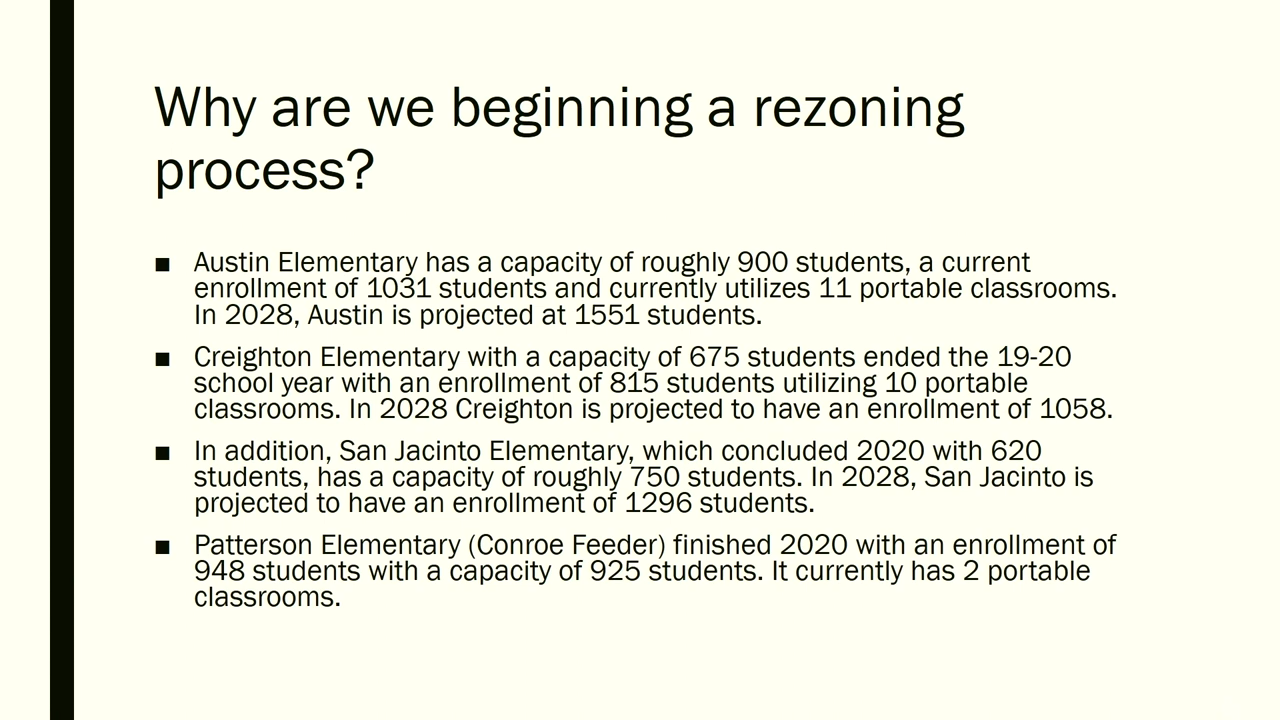 Why are we beginning a rezoning
process?
■ Austin Elementary has a capacity of roughly 900 students, a current
enrollment of 1031 students and currently utilizes 11 portable classrooms.
In 2028, Austin is projected at 1551 students.
■ Creighton Elementary with a capacity of 675 students ended the 19-20
school year with an enrollment of 815 students utilizing 10 portable
classrooms. In 2028 Creighton is projected to have an enrollment of 1058.
■ In addition, San Jacinto Elementary, which concluded 2020 with 620
students, has a capacity of roughly 750 students. In 2028, San Jacinto is
projected to have an enrollment of 1296 students.
■ Patterson Elementary (Conroe Feeder) finished 2020 with an enrollment of
948 students with a capacity of 925 students. It currently has 2 portable
classrooms.